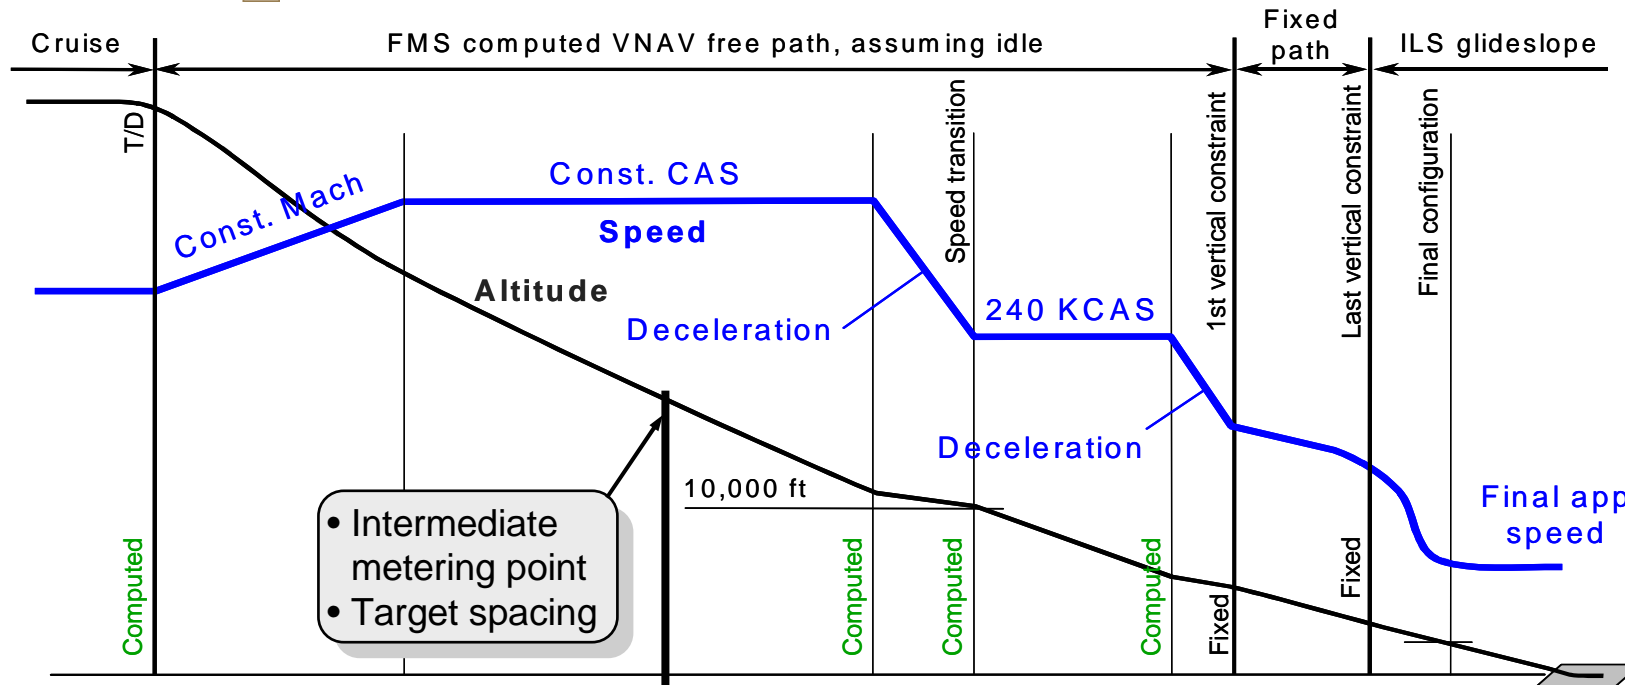 Cruise
FMS computed VNAV free path, assuming idle
Fixed
path
ILS glideslope
T/D
Const. Mach
Const. CAS
Speed
Altitude
Deceleration
Speed transition
240 KCAS
Deceleration
1st vertical constraint
Last vertical constraint
Final configuration
10,000 ft
• Intermediate
metering point
• Target spacing
Final app
speed
Computed
Computed
Computed
Computed
Fixed
Fixed